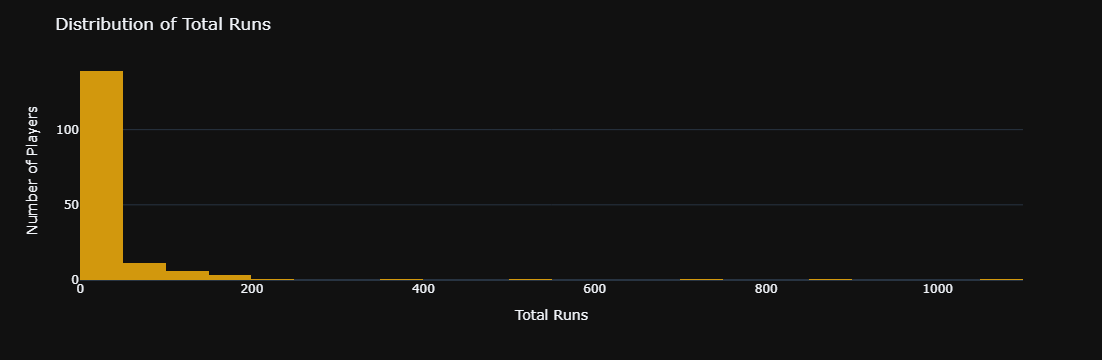 Distribution of Total Runs
Number of Players
100
50
0
0 200 400 600 800 1000
Total Runs